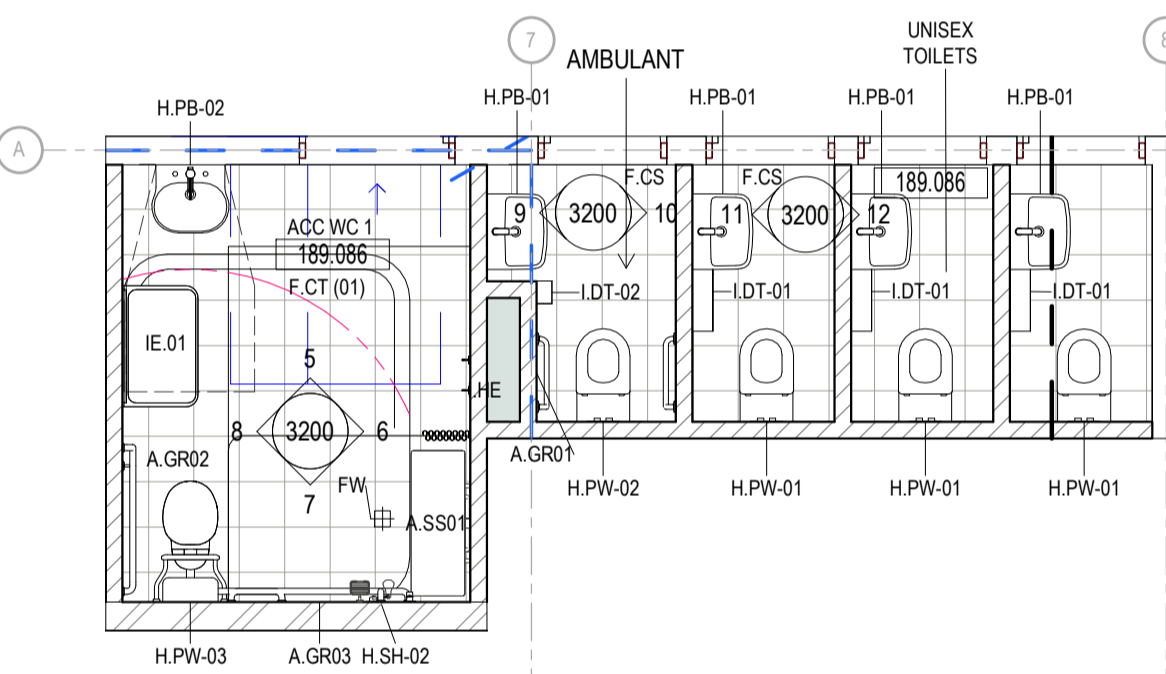 7
8
AMBULANT
UNISEX
TOILETS
H.PB-02
H.PB-01
H.PB-01
H.PB-01
H.PB-01
A
F.CS
F.CS
189.086
9
3200
10
11
3200
12
ACC WC 1
189.086
F.CT (01)
I.DT-02
I.DT-01
I.DT-01
I.DT-01
IE.01
5
.HE
8
3200
6
A.GR02
A.GR01
FW
7
H.PW-02
H.PW-01
H.PW-01
H.PW-01
A.SS01
H.PW-03
A.GR03
H.SH-02